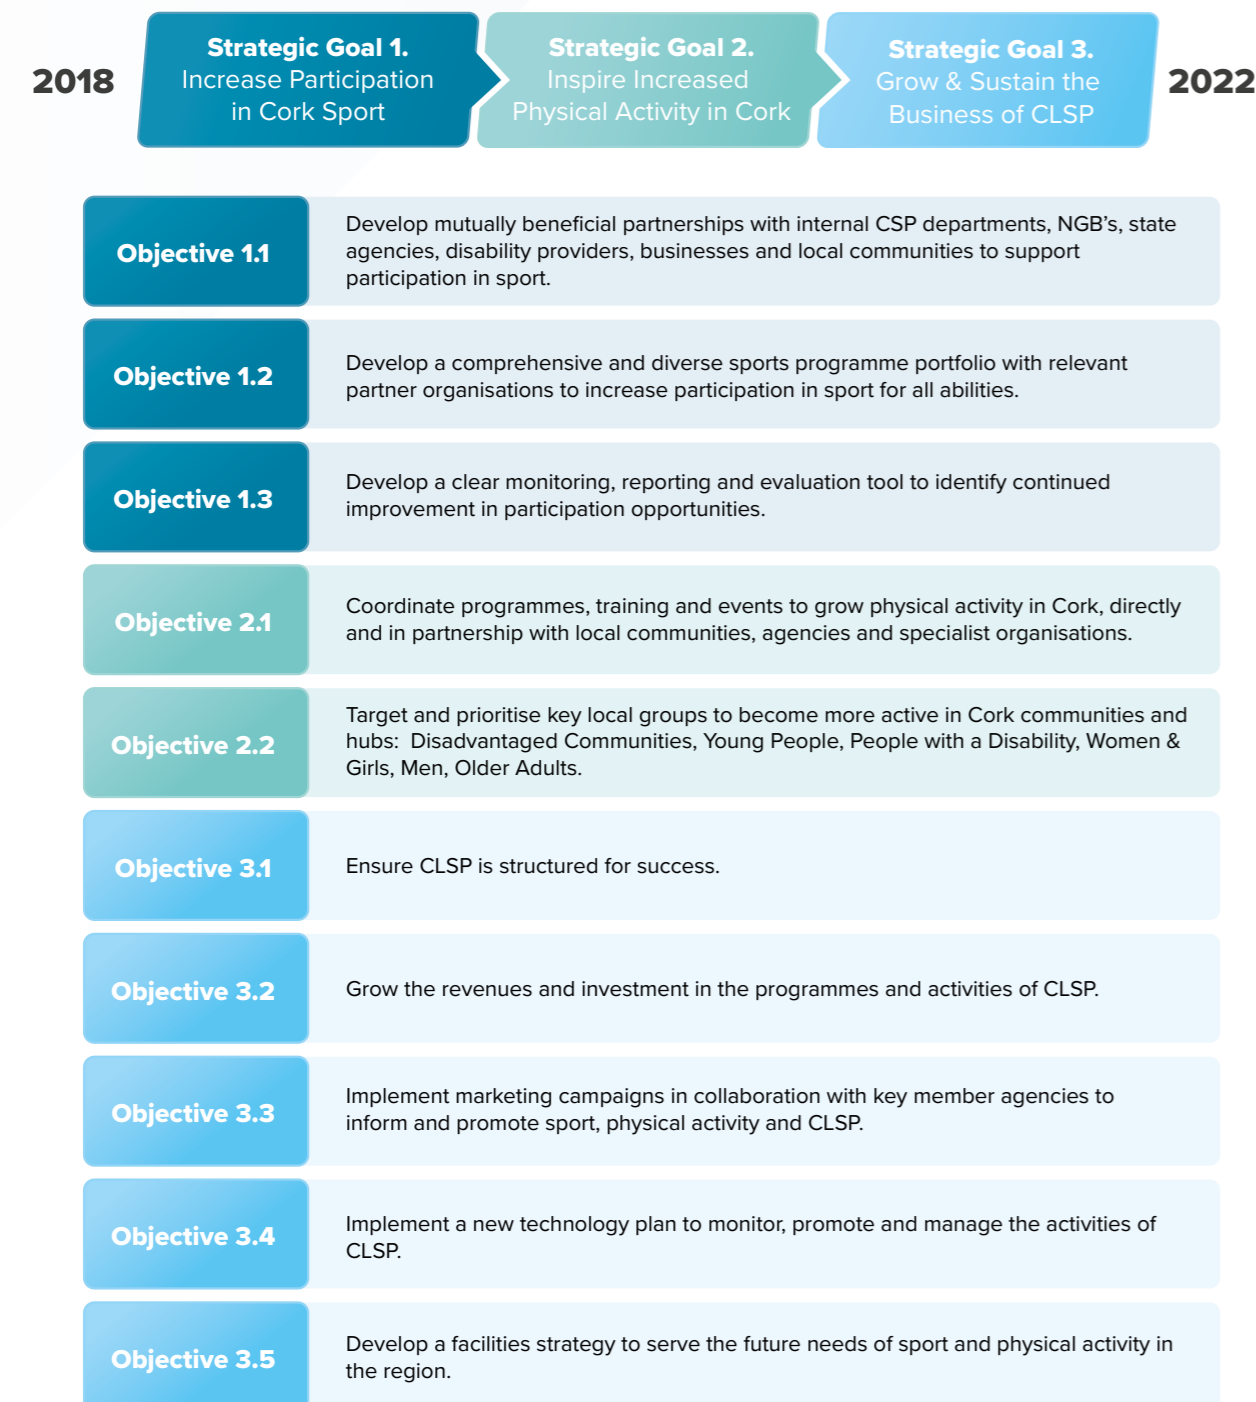 2018
Strategic Goal 1.
Increase Participation
in Cork Sport
Strategic Goal 2.
Inspire Increased
Physical Activity in Cork
Strategic Goal 3.
Grow & Sustain the
Business of CLSP
2022
Objective 1.1
Develop mutually beneficial partnerships with internal CSP departments, NGB’s, state
agencies, disability providers, businesses and local communities to support
participation in sport.
Objective 1.2
Develop a comprehensive and diverse sports programme portfolio with relevant
partner organisations to increase participation in sport for all abilities.
Objective 1.3
Develop a clear monitoring, reporting and evaluation tool to identify continued
improvement in participation opportunities.
Objective 2.1
Coordinate programmes, training and events to grow physical activity in Cork, directly
and in partnership with local communities, agencies and specialist organisations.
Objective 2.2
Target and prioritise key local groups to become more active in Cork communities and
hubs:  Disadvantaged Communities, Young People, People with a Disability, Women &
Girls, Men, Older Adults.
Objective 3.1
Ensure CLSP is structured for success.
Objective 3.2
Grow the revenues and investment in the programmes and activities of CLSP.
Objective 3.3
Implement marketing campaigns in collaboration with key member agencies to
inform and promote sport, physical activity and CLSP.
Objective 3.4
Implement a new technology plan to monitor, promote and manage the activities of
CLSP.
Objective 3.5
Develop a facilities strategy to serve the future needs of sport and physical activity in
the region.